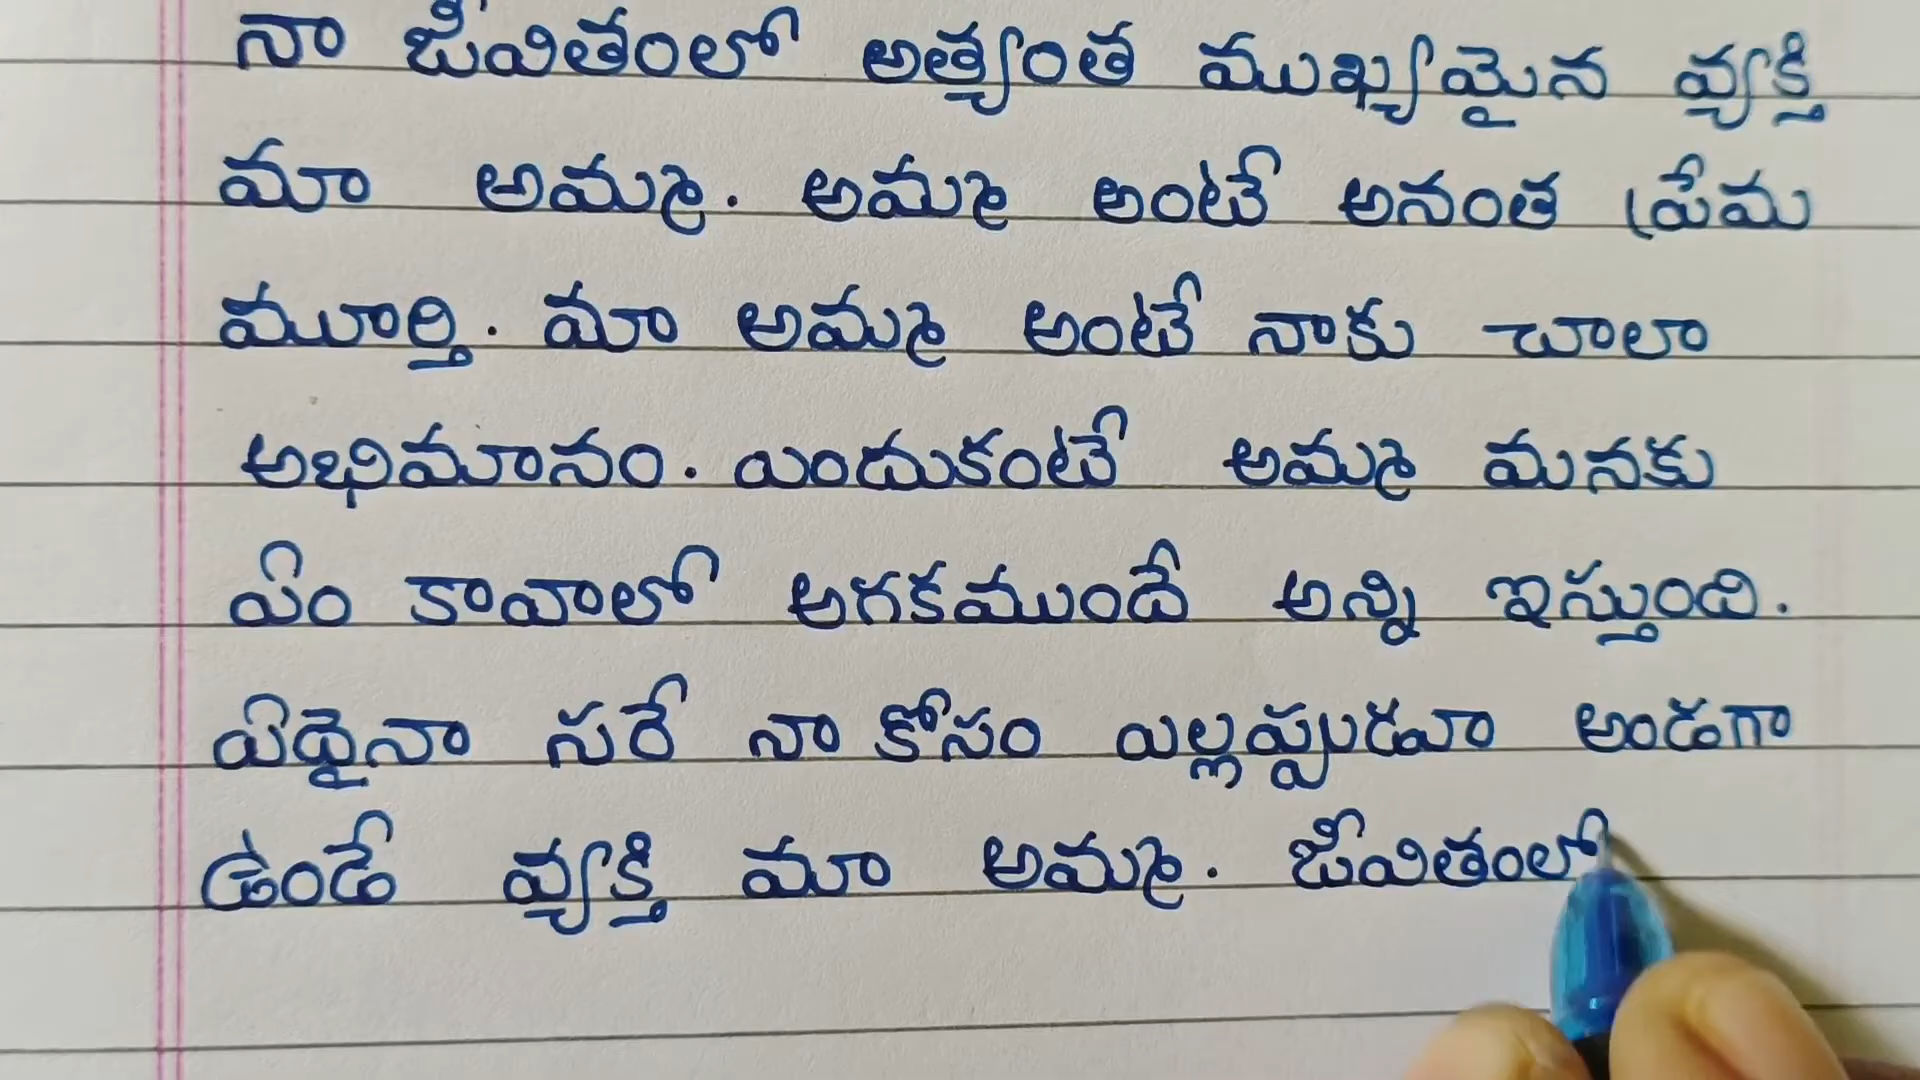 నా జీవితంలో అత్యంత ముఖ్యమైన వ్యక్తి
మా అమ్మ. అమ్మ అంటే అనంత ప్రేమ
మూర్తి. మా అమ్మ అంటే నాకు చాలా
అభిమానం. ఎందుకంటే అమ్మ మనకు
ఏం కావాలో అగకముందే అన్ని ఇస్తుంది.
ఏదైనా సరే నా కోసం ఎల్లప్పుడూ అండగా
ఉండే వ్యక్తి మా అమ్మ. జీవితంలో